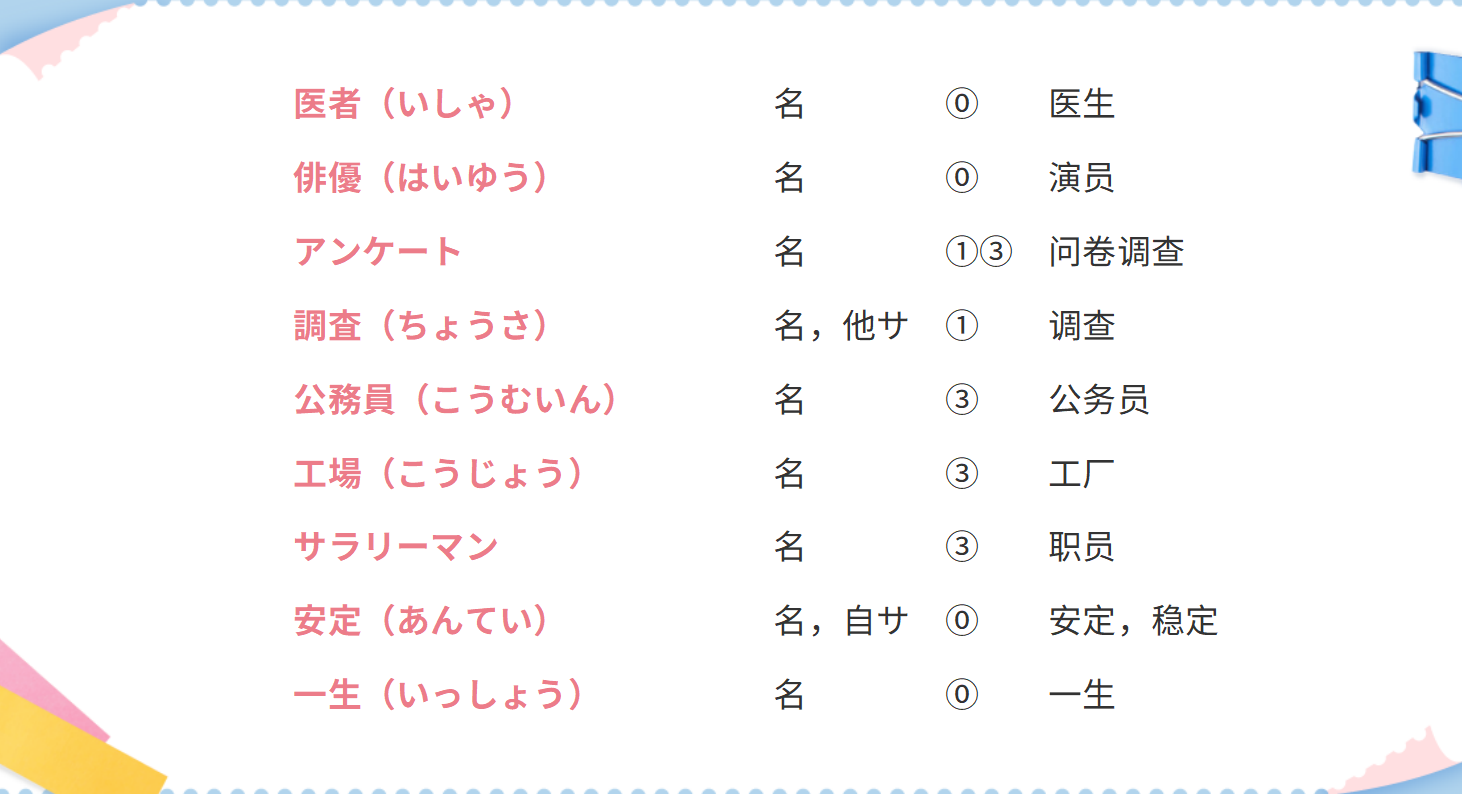 医者（いしゃ） 名 ⓪ 医生
俳優（はいゆう） 名 ⓪ 演员
アンケート 名 ①③ 问卷调查
調査（ちょうさ） 名，他サ ① 调查
公務員（こうむいん） 名 ③ 公务员
工場（こうじょう） 名 ③ 工厂
サラリーマン 名 ③ 职员
安定（あんてい） 名，自サ ⓪ 安定，稳定
一生（いっしょう） 名 ⓪ 一生